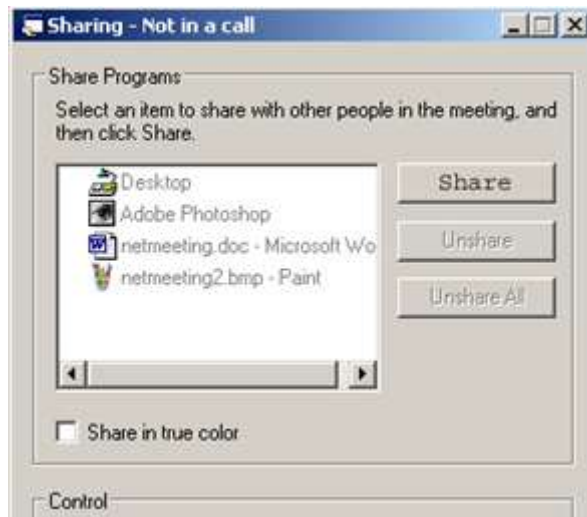 Sharing - Not in a call
Share Programs
Select an item to share with other people in the meeting, and
then click Share.
Desktop
Share
Adobe Photoshop
netmeeting.doc - Microsoft Wo
Unshare
netmeeting2.bmp - Paint
Unshare All
Share in true color
Control